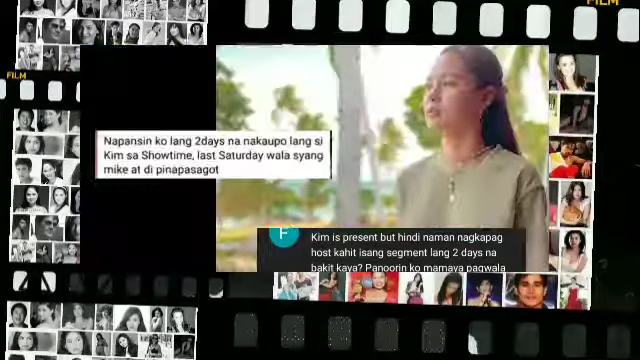 FILM
FILM
Napansin ko lang 2days na nakaupo lang si
Kim sa Showtime, last Saturday wala syang
mike at di pinapasagot
F
Kim is present but hindi naman nagkapag
host kahit isang segment lang 2 days na
bakit kaya? Panoorin ko mamaya pagwala